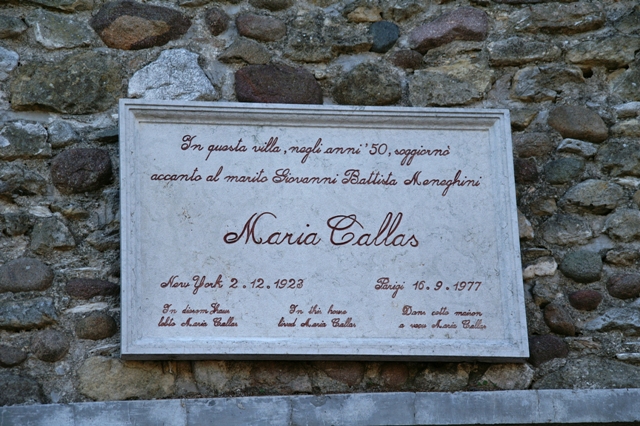 In questa villa, negli anni '50, soggiornò
accanto al marito Giovanni Battista Meneghini
Maria Callas
New York 2.12.1923 Parigi 16.9.1977
In diesem Haus In this house Dans cette maison
lebte Maria Callas lived Maria Callas a vecu Maria Callas